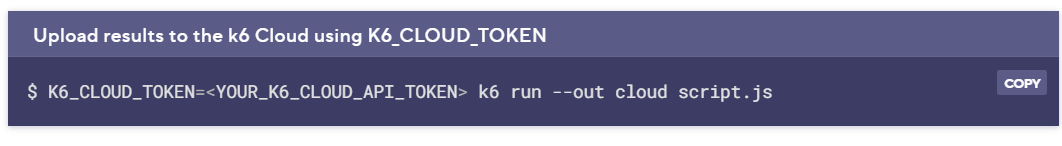 Upload results to the k6 Cloud using K6_CLOUD_TOKEN
$ K6_CLOUD_TOKEN=<YOUR_K6_CLOUD_API_TOKEN> k6 run --out cloud script.js
COPY